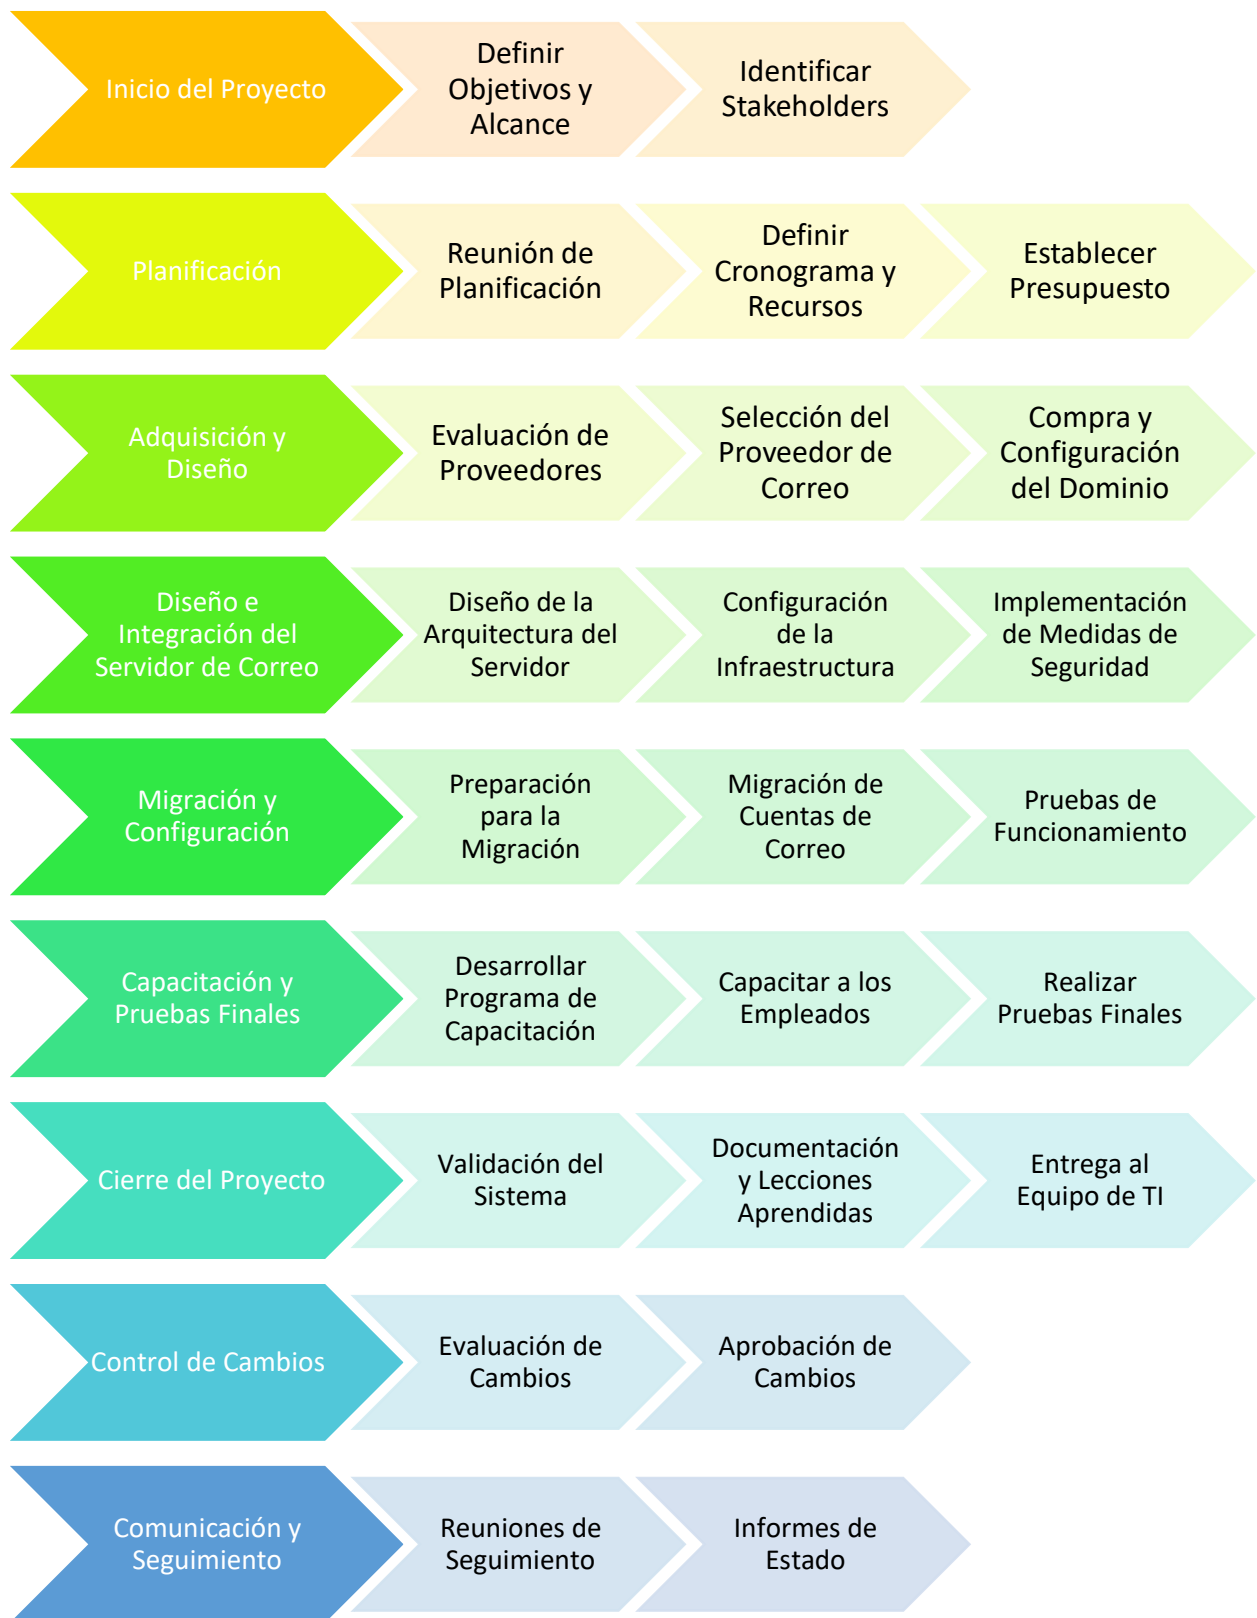 Inicio del Proyecto
Definir
Objetivos y
Alcance
Identificar
Stakeholders
Planificación
Reunión de
Planificación
Definir
Cronograma y
Recursos
Establecer
Presupuesto
Adquisición y
Diseño
Evaluación de
Proveedores
Selección del
Proveedor de
Correo
Compra y
Configuración
del Dominio
Diseño e
Integración del
Servidor de Correo
Diseño de la
Arquitectura del
Servidor
Configuración
de la
Infraestructura
Implementación
de Medidas de
Seguridad
Migración y
Configuración
Preparación
para la
Migración
Migración de
Cuentas de
Correo
Pruebas de
Funcionamiento
Capacitación y
Pruebas Finales
Desarrollar
Programa de
Capacitación
Capacitar a los
Empleados
Realizar
Pruebas Finales
Cierre del Proyecto
Validación del
Sistema
Documentación
y Lecciones
Aprendidas
Entrega al
Equipo de TI
Control de Cambios
Evaluación de
Cambios
Aprobación de
Cambios
Comunicación y
Seguimiento
Reuniones de
Seguimiento
Informes de
Estado